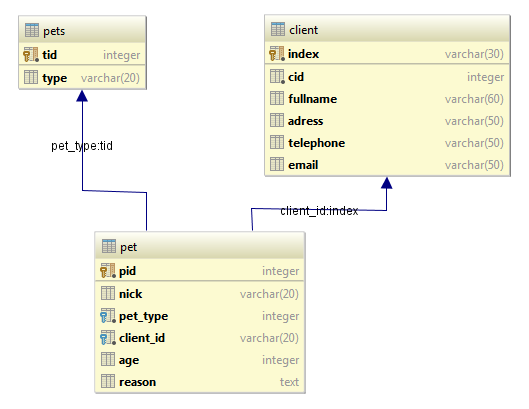 pets
tid integer
type varchar(20)
client
index varchar(30)
cid integer
fullname varchar(60)
adress varchar(50)
telephone varchar(50)
email varchar(50)
pet_type:tid
client_id:index
pet
pid integer
nick varchar(20)
pet_type integer
client_id varchar(20)
age integer
reason text